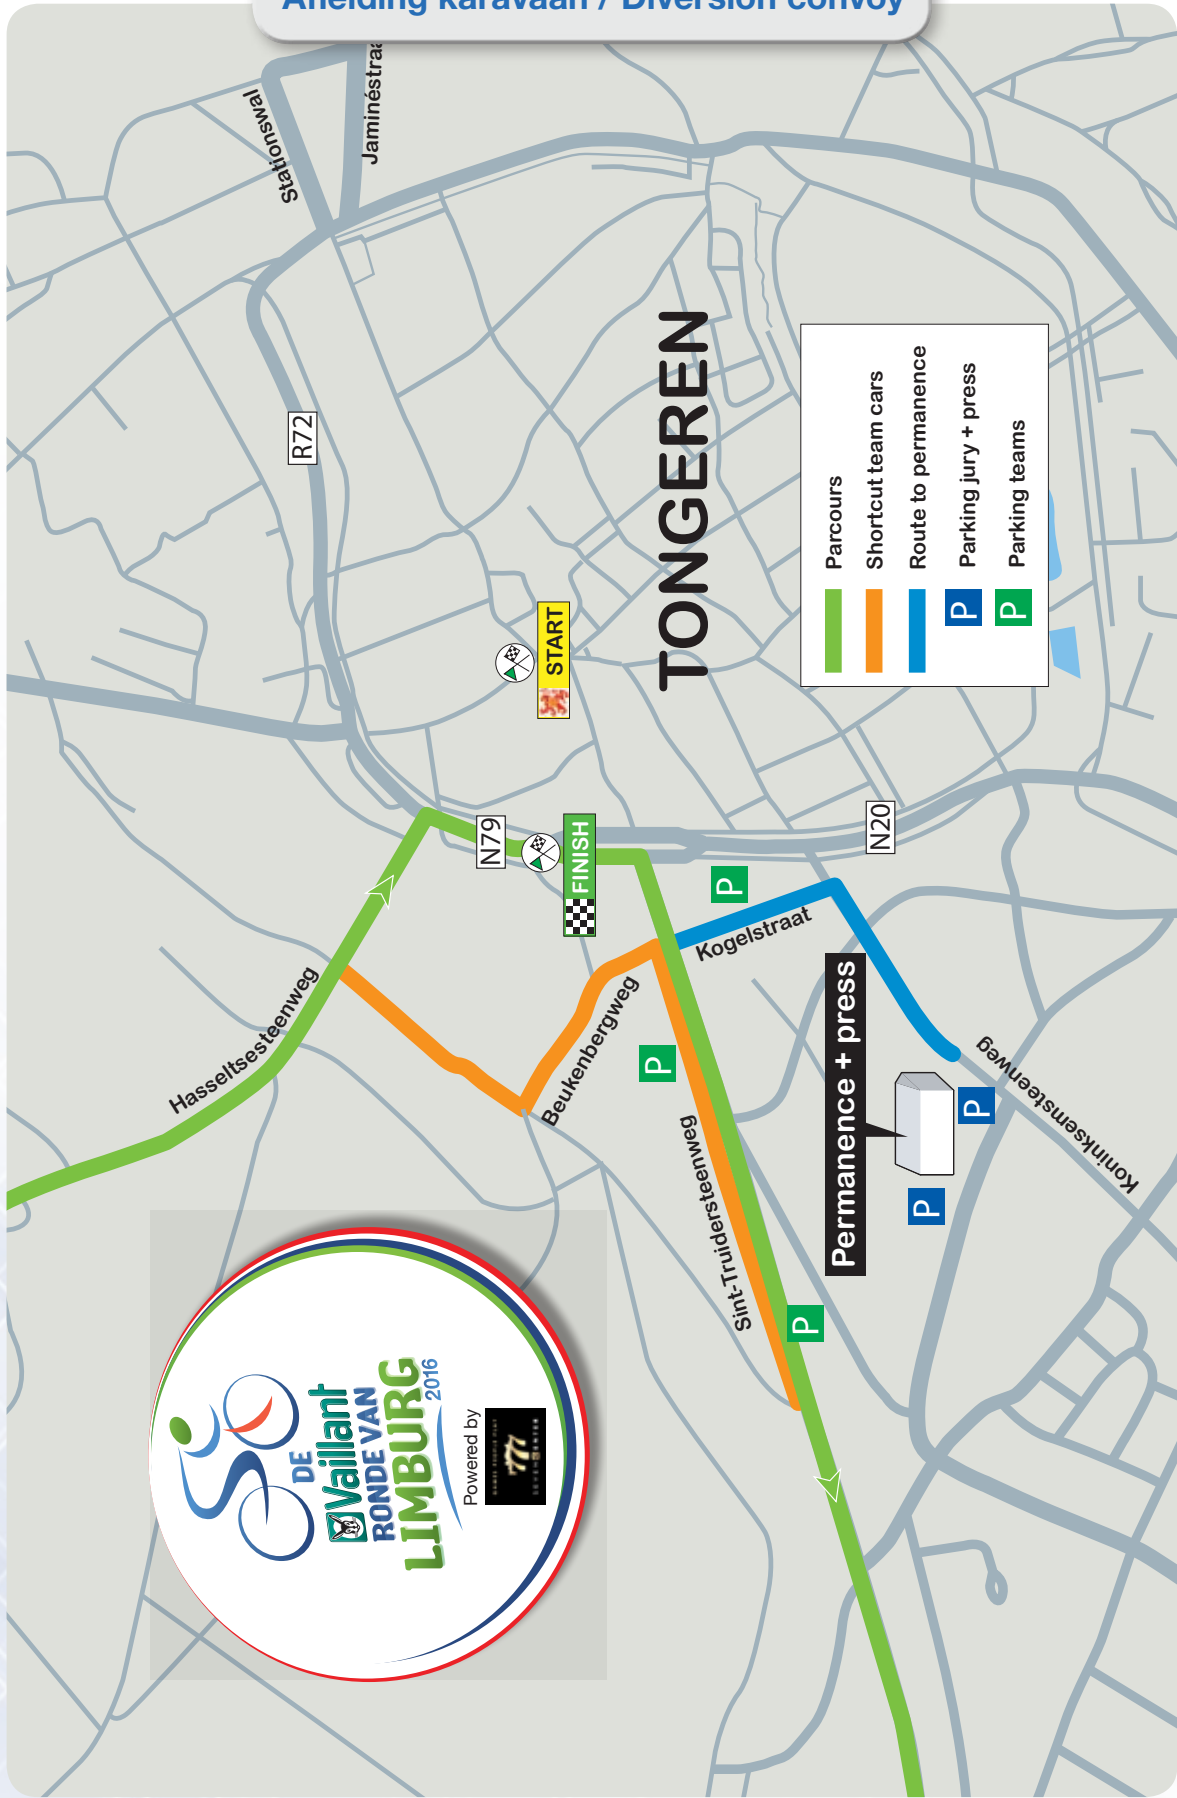 Afleiding karavaan / Diversion convoy
Stationswal
Jaminéstraa
R72
TONGEREN
START
Parcours
Shortcut team cars
Route to permanence
P Parking jury + press
P Parking teams
N79
FINISH
N20
P
Kogelstraat
Hasseltsesteenweg
Beukenbergweg
P
Sint-Truidersteenweg
Permanence + press
Koninksemsteenweg
P
P
P
DE
Vaillant
RONDE VAN
LIMBURG
2016
Powered by
777